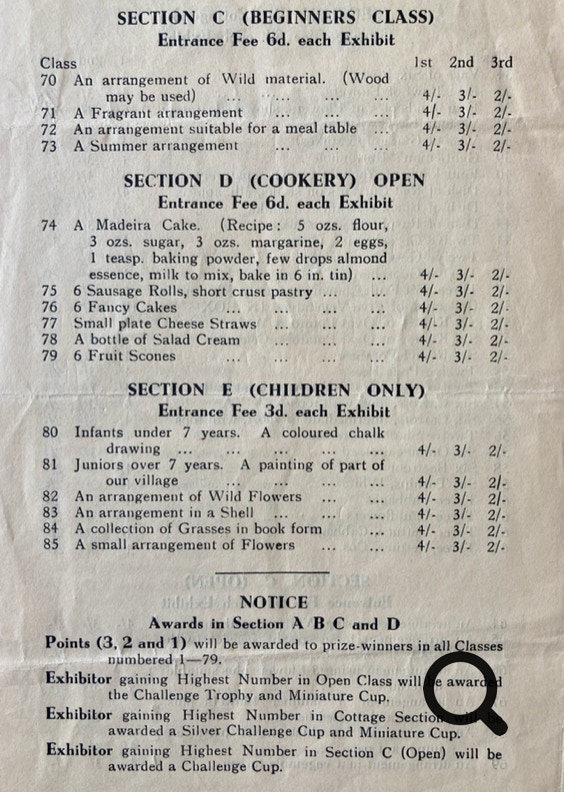 SECTION C (BEGINNERS CLASS)
Entrance Fee 6d. each Exhibit
Class 1st 2nd 3rd
70 An arrangement of Wild material. (Wood
may be used) ... ... ... ... 4/- 3/- 2/-
71 A Fragrant arrangement ... ... ... 4/- 3/- 2/-
72 An arrangement suitable for a meal table ... 4/- 3/- 2/-
73 A Summer arrangement ... ... ... 4/- 3/- 2/-
SECTION D (COOKERY) OPEN
Entrance Fee 6d. each Exhibit
74 A Madeira Cake. (Recipe: 5 ozs. flour,
3 ozs. sugar, 3 ozs. margarine, 2 eggs,
1 teasp. baking powder, few drops almond
essence, milk to mix, bake in 6 in. tin) ... 4/- 3/- 2/-
75 6 Sausage Rolls, short crust pastry ... ... 4/- 3/- 2/-
76 6 Fancy Cakes ... ... ... ... 4/- 3/- 2/-
77 Small plate Cheese Straws ... ... ... 4/- 3/- 2/-
78 A bottle of Salad Cream ... ... ... 4/- 3/- 2/-
79 6 Fruit Scones ... ... ... ... 4/- 3/- 2/-
SECTION E (CHILDREN ONLY)
Entrance Fee 3d. each Exhibit
80 Infants under 7 years. A coloured chalk
drawing ... ... ... ... ... 4/- 3/- 2/-
81 Juniors over 7 years. A painting of part of
our village ... ... ... ... 4/- 3/- 2/-
82 An arrangement of Wild Flowers ... ... 4/- 3/- 2/-
83 An arrangement in a Shell ... ... ... 4/- 3/- 2/-
84 A collection of Grasses in book form ... 4/- 3/- 2/-
85 A small arrangement of Flowers ... ... 4/- 3/- 2/-
NOTICE
Awards in Section A B C and D
Points (3, 2 and 1) will be awarded to prize-winners in all Classes
numbered 1—79.
Exhibitor gaining Highest Number in Open Class will be awarded
the Challenge Trophy and Miniature Cup.
Exhibitor gaining Highest Number in Cottage Section will be
awarded a Silver Challenge Cup and Miniature Cup.
Exhibitor gaining Highest Number in Section C (Open) will be
awarded a Challenge Cup.